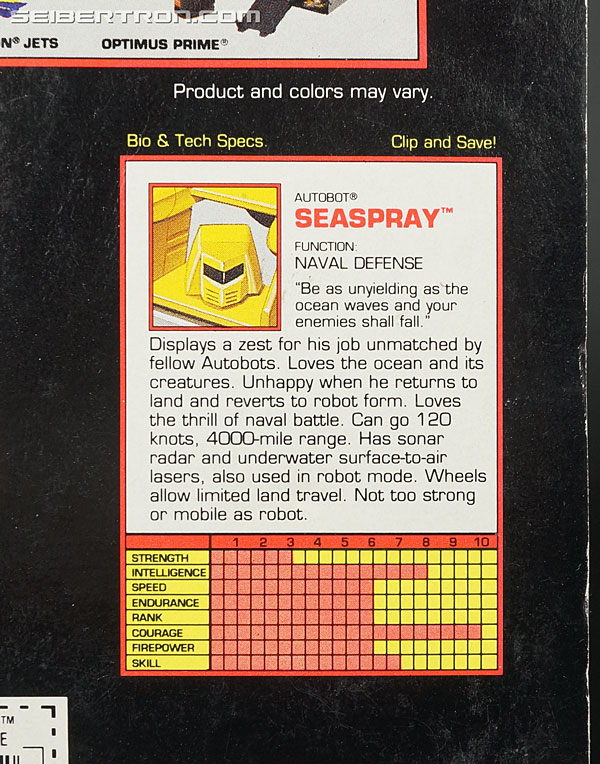 SEIBERTRON.COM
N® JETS OPTIMUS PRIME®
Product and colors may vary.
Bio & Tech Specs. Clip and Save!
AUTOBOT®
SEASPRAY™
FUNCTION:
NAVAL DEFENSE
"Be as unyielding as the
ocean waves and your
enemies shall fall."
Displays a zest for his job unmatched by
fellow Autobots. Loves the ocean and its
creatures. Unhappy when he returns to
land and reverts to robot form. Loves
the thrill of naval battle. Can go 120
knots, 4000-mile range. Has sonar
radar and underwater surface-to-air
lasers, also used in robot mode. Wheels
allow limited land travel. Not too strong
or mobile as robot.
1 2 3 4 5 6 7 8 9 10
STRENGTH
INTELLIGENCE
SPEED
ENDURANCE
RANK
COURAGE
FIREPOWER
SKILL
TM
E